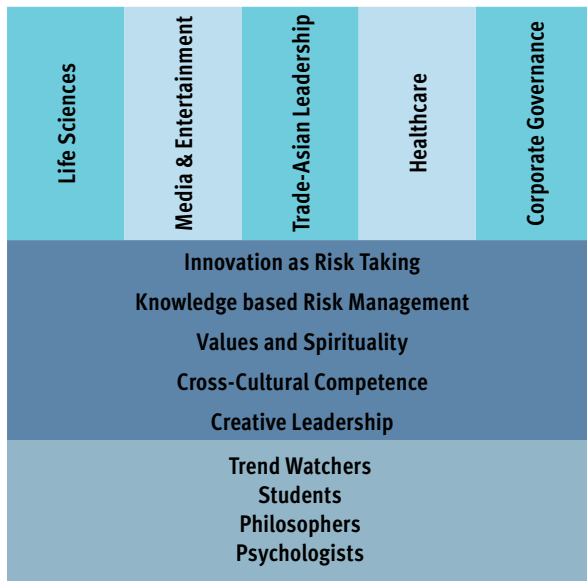 Life Sciences
Media & Entertainment
Trade-Asian Leadership
Healthcare
Corporate Governance
Innovation as Risk Taking
Knowledge based Risk Management
Values and Spirituality
Cross-Cultural Competence
Creative Leadership
Trend Watchers
Students
Philosophers
Psychologists